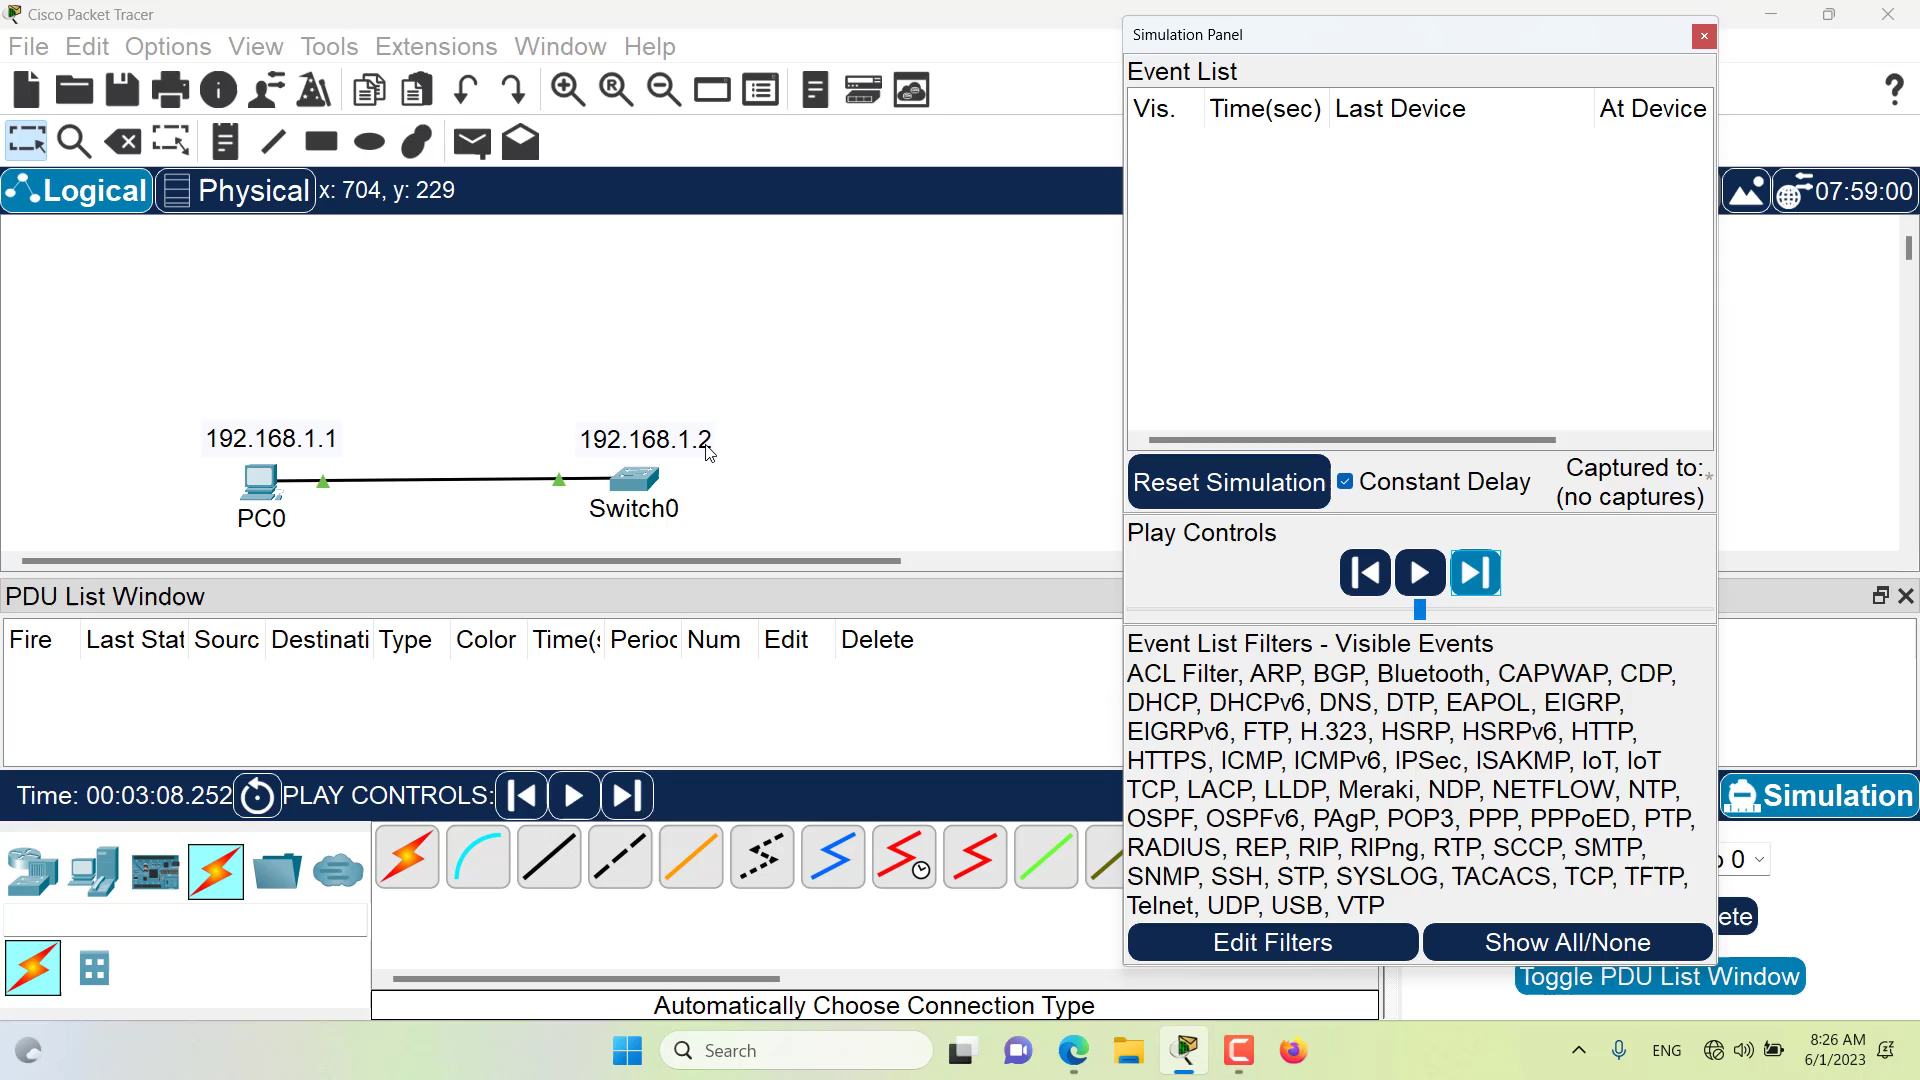 Cisco Packet Tracer
File Edit Options View Tools Extensions Window Help
Logical
Physical
x: 704, y: 229
07:59:00
192.168.1.1
192.168.1.2
PC0
Switch0
Simulation Panel
Event List
Vis. Time(sec) Last Device At Device
Reset Simulation
Constant Delay
Captured to:
(no captures)
*
Play Controls
Event List Filters - Visible Events
ACL Filter, ARP, BGP, Bluetooth, CAPWAP, CDP,
DHCP, DHCPv6, DNS, DTP, EAPOL, EIGRP,
EIGRPv6, FTP, H.323, HSRP, HSRPv6, HTTP,
HTTPS, ICMP, ICMPv6, IPSec, ISAKMP, IoT, IoT
TCP, LACP, LLDP, Meraki, NDP, NETFLOW, NTP,
OSPF, OSPFv6, PAgP, POP3, PPP, PPPoED, PTP,
RADIUS, REP, RIP, RIPng, RTP, SCCP, SMTP,
SNMP, SSH, STP, SYSLOG, TACACS, TCP, TFTP,
Telnet, UDP, USB, VTP
Edit Filters
Show All/None
PDU List Window
Fire Last Stat Sourc Destinati Type Color Time(s Perioc Num Edit Delete
Time: 00:03:08.252
PLAY CONTROLS:
Simulation
0
ete
Toggle PDU List Window
Automatically Choose Connection Type
Search
ENG
8:26 AM
6/1/2023